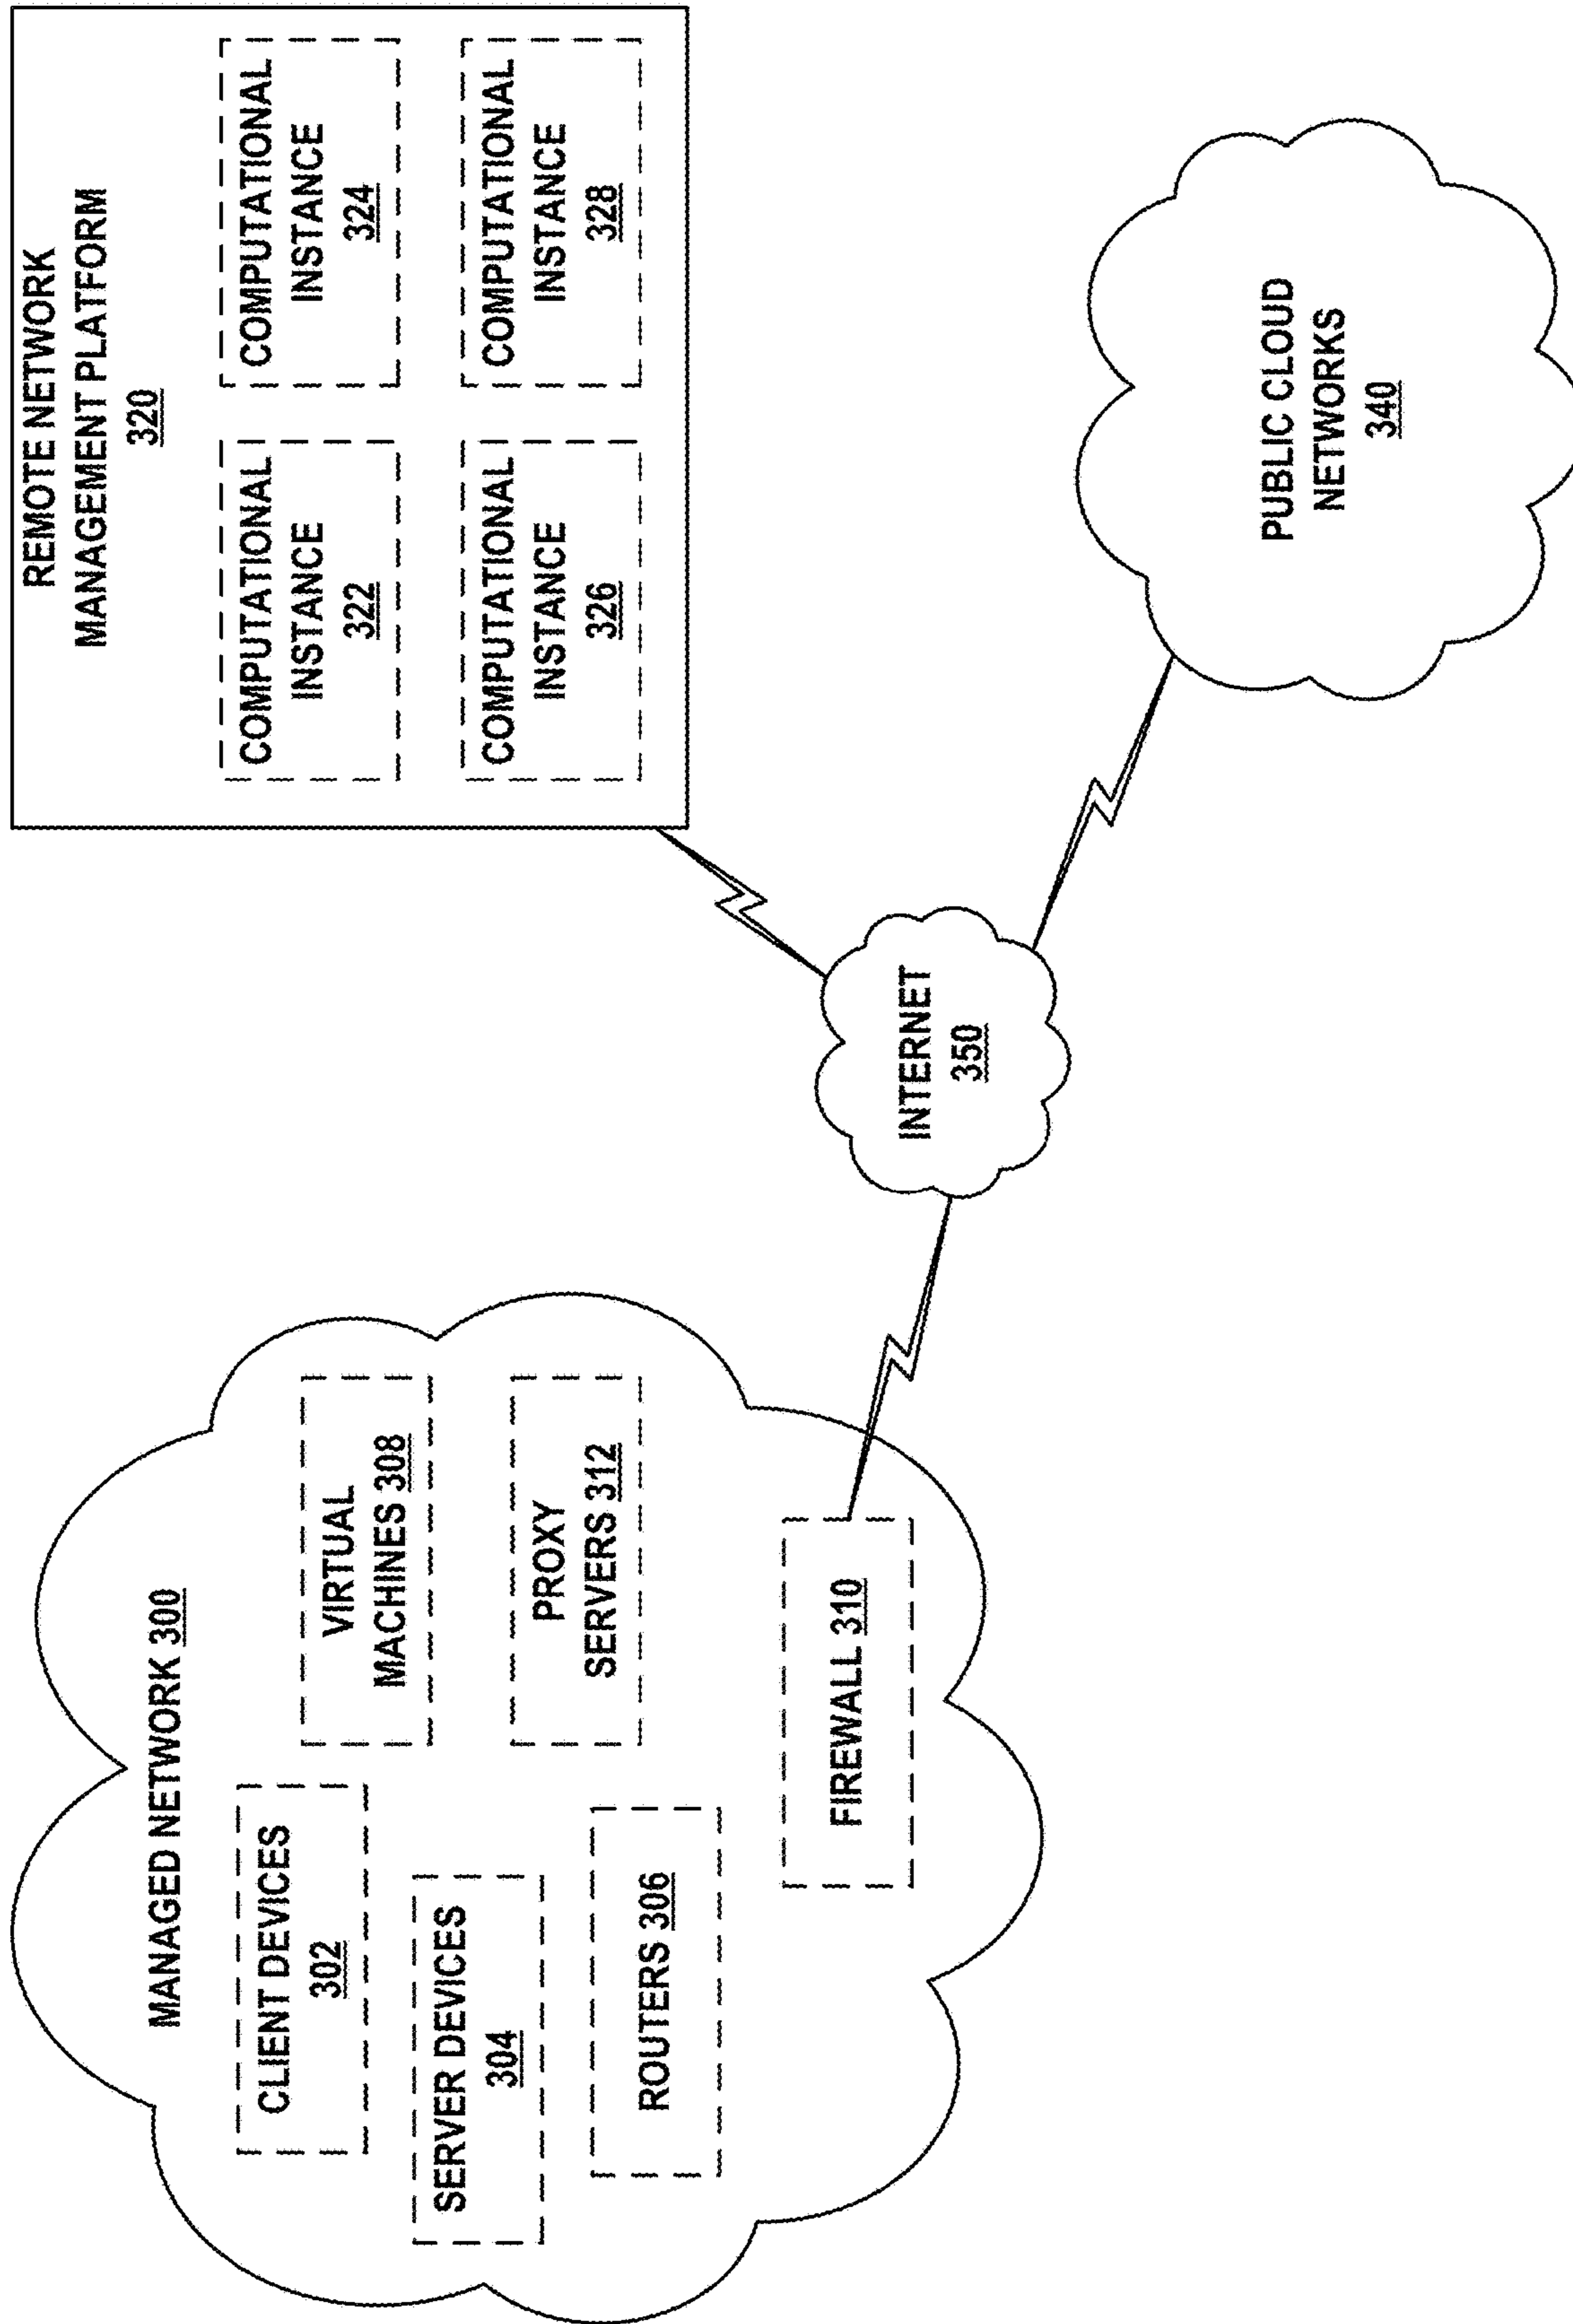 MANAGED NETWORK 300
CLIENT DEVICES
302
VIRTUAL
MACHINES 308
SERVER DEVICES
304
PROXY
SERVERS 312
ROUTERS 306
FIREWALL 310
INTERNET
350
REMOTE NETWORK
MANAGEMENT PLATFORM
320
COMPUTATIONAL
INSTANCE
322
COMPUTATIONAL
INSTANCE
324
COMPUTATIONAL
INSTANCE
326
COMPUTATIONAL
INSTANCE
328
PUBLIC CLOUD
NETWORKS
340